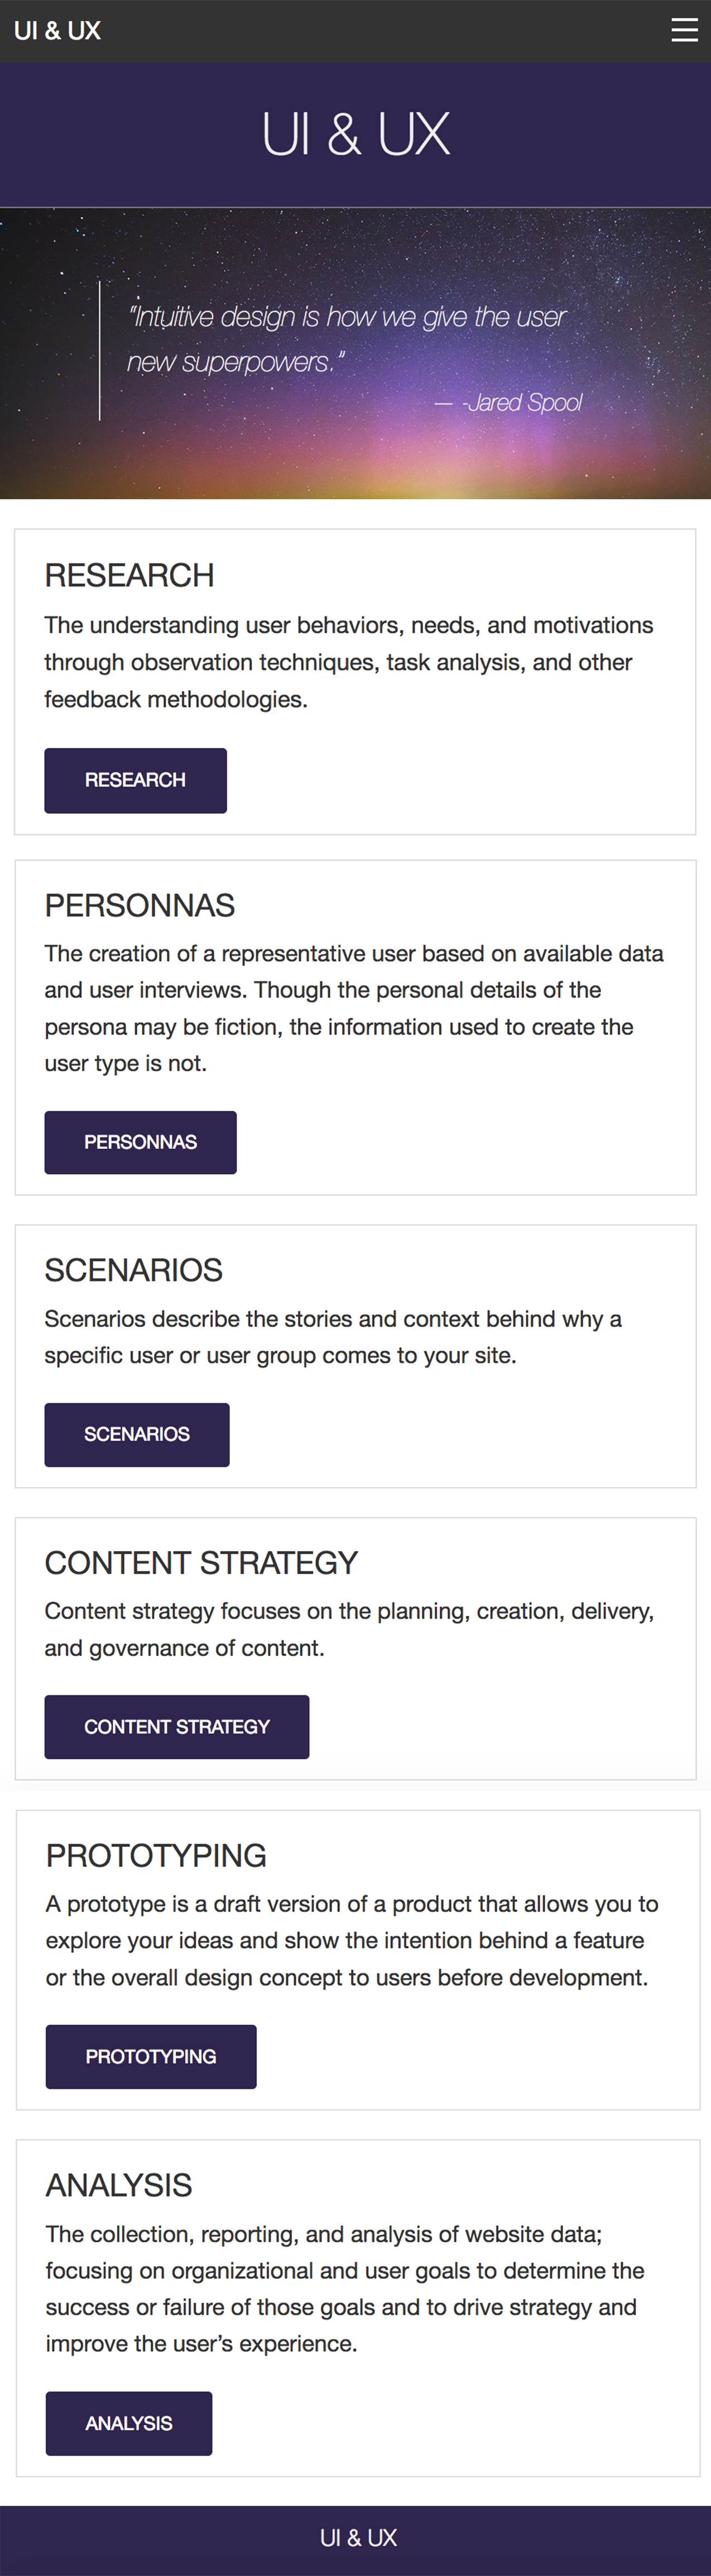 UI & UX
UI & UX
"Intuitive design is how we give the user
new superpowers."
— -Jared Spool
RESEARCH
The understanding user behaviors, needs, and motivations
through observation techniques, task analysis, and other
feedback methodologies.
RESEARCH
PERSONNAS
The creation of a representative user based on available data
and user interviews. Though the personal details of the
persona may be fiction, the information used to create the
user type is not.
PERSONNAS
SCENARIOS
Scenarios describe the stories and context behind why a
specific user or user group comes to your site.
SCENARIOS
CONTENT STRATEGY
Content strategy focuses on the planning, creation, delivery,
and governance of content.
CONTENT STRATEGY
PROTOTYPING
A prototype is a draft version of a product that allows you to
explore your ideas and show the intention behind a feature
or the overall design concept to users before development.
PROTOTYPING
ANALYSIS
The collection, reporting, and analysis of website data;
focusing on organizational and user goals to determine the
success or failure of those goals and to drive strategy and
improve the user’s experience.
ANALYSIS
UI & UX